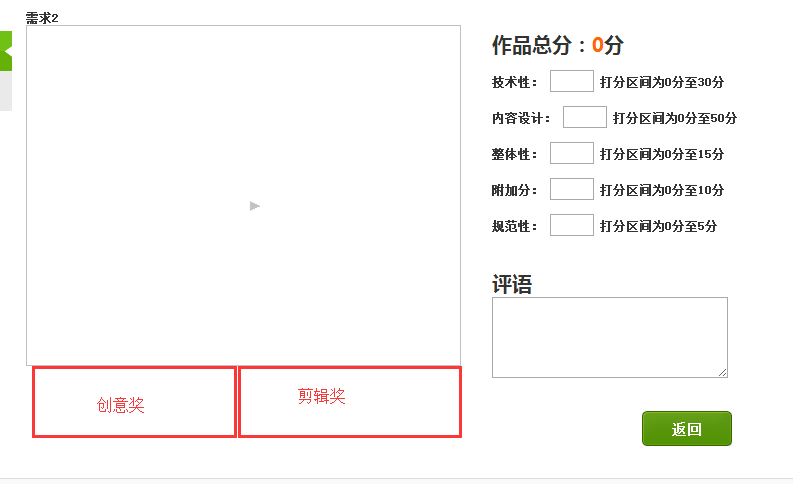 需求2
作品总分：0分
技术性： 打分区间为0分至30分
内容设计： 打分区间为0分至50分
整体性： 打分区间为0分至15分
附加分： 打分区间为0分至10分
规范性： 打分区间为0分至5分
评语
创意奖
剪辑奖
返回